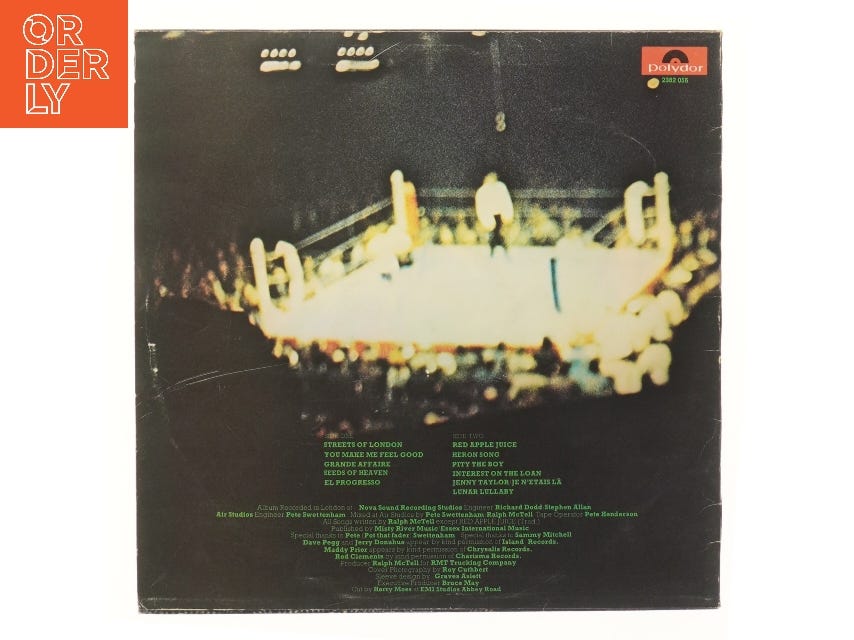 OR
DER
LY
polydor
2382 036
SIDE ONE
STREETS OF LONDON
YOU MAKE ME FEEL GOOD
GRANDE AFFAIRE
SEEDS OF HEAVEN
EL PROGRESSO
SIDE TWO
RED APPLE JUICE
HERON SONG
PITY THE BOY
INTEREST ON THE LOAN
JENNY TAYLOR/JE N'ETAIS LÀ
LUNAR LULLABY
Album Recorded in London at Nova Sound Recording Studios Engineer Richard Dodd Stephen Allan
Air Studios Engineer Pete Swettenham Mixed at Air Studios by Pete Swettenham Ralph McTell Tape Operator Pete Henderson
All Songs written by Ralph McTell except RED APPLE JUICE (Trad.)
Published by Misty River Music/Essex International Music
Special thanks to Pete (Pot that fader) Swettenham Special thanks to Sammy Mitchell
Dave Pegg and Jerry Donahue appear by kind permission of Island Records.
Maddy Prior appears by kind permission of Chrysalis Records.
Rod Clements by kind permission of Charisma Records.
Producer Ralph McTell for RMT Trucking Company
Cover Photography by Roy Cuthbert
Sleeve design by Graves Aslett
Executive Producer Bruce May
Cut by Harry Moss at EMI Studios Abbey Road